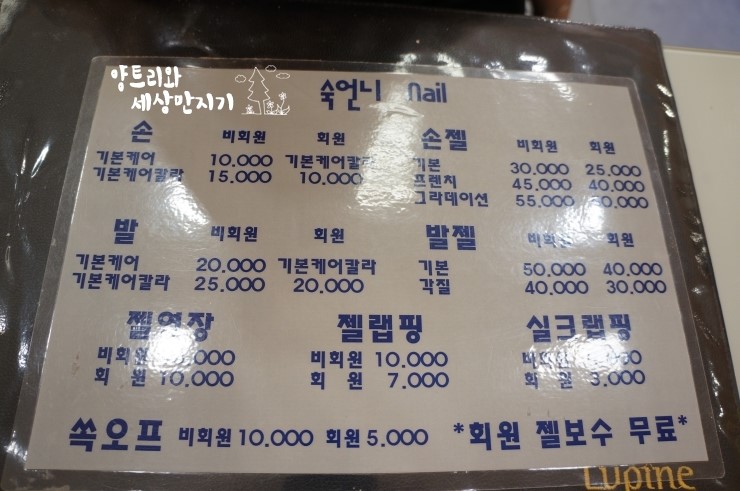 양트리와
세상만지기
숙언니 nail
손 비회원 회원
기본케어 10.000 기본케어칼라
기본케어칼라 15.000 10.000
손젤 비회원 회원
기본 30.000 25.000
프렌치 45.000 40.000
그라데이션 55.000
발 비회원 회원
기본케어 20.000 기본케어칼라
기본케어칼라 25.000 20.000
발젤 비회원 회원
기본 50.000 40.000
각질 40.000 30.000
젤연장
비회원
회 원 10.000
젤랩핑
비회원 10.000
회 원 7.000
실크랩핑
비회원
회 원 3.000
쏙오프 비회원 10.000 회원 5.000 *회원 젤보수 무료*
Lupine